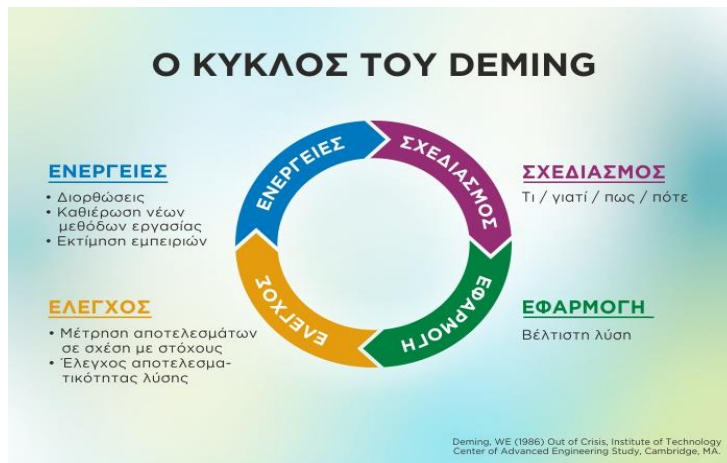 Ο ΚΥΚΛΟΣ ΤΟΥ DEMING
ΕΝΕΡΓΕΙΕΣ
• Διορθώσεις
• Καθιέρωση νέων
μεθόδων εργασίας
• Εκτίμηση εμπειριών
ΕΝΕΡΓΕΙΕΣ
ΣΧΕΔΙΑΣΜΟΣ
ΣΧΕΔΙΑΣΜΟΣ
Τι / γιατί / πως / πότε
ΕΛΕΓΧΟΣ
• Μέτρηση αποτελεσμάτων
σε σχέση με στόχους
• Έλεγχος αποτελεσμα-
τικότητας λύσης
ΕΛΕΓΧΟΣ
ΕΦΑΡΜΟΓΗ
ΕΦΑΡΜΟΓΗ
Βέλτιστη λύση
Deming, WE (1986) Out of Crisis, Institute of Technology
Center of Advanced Engineering Study, Cambridge, MA.